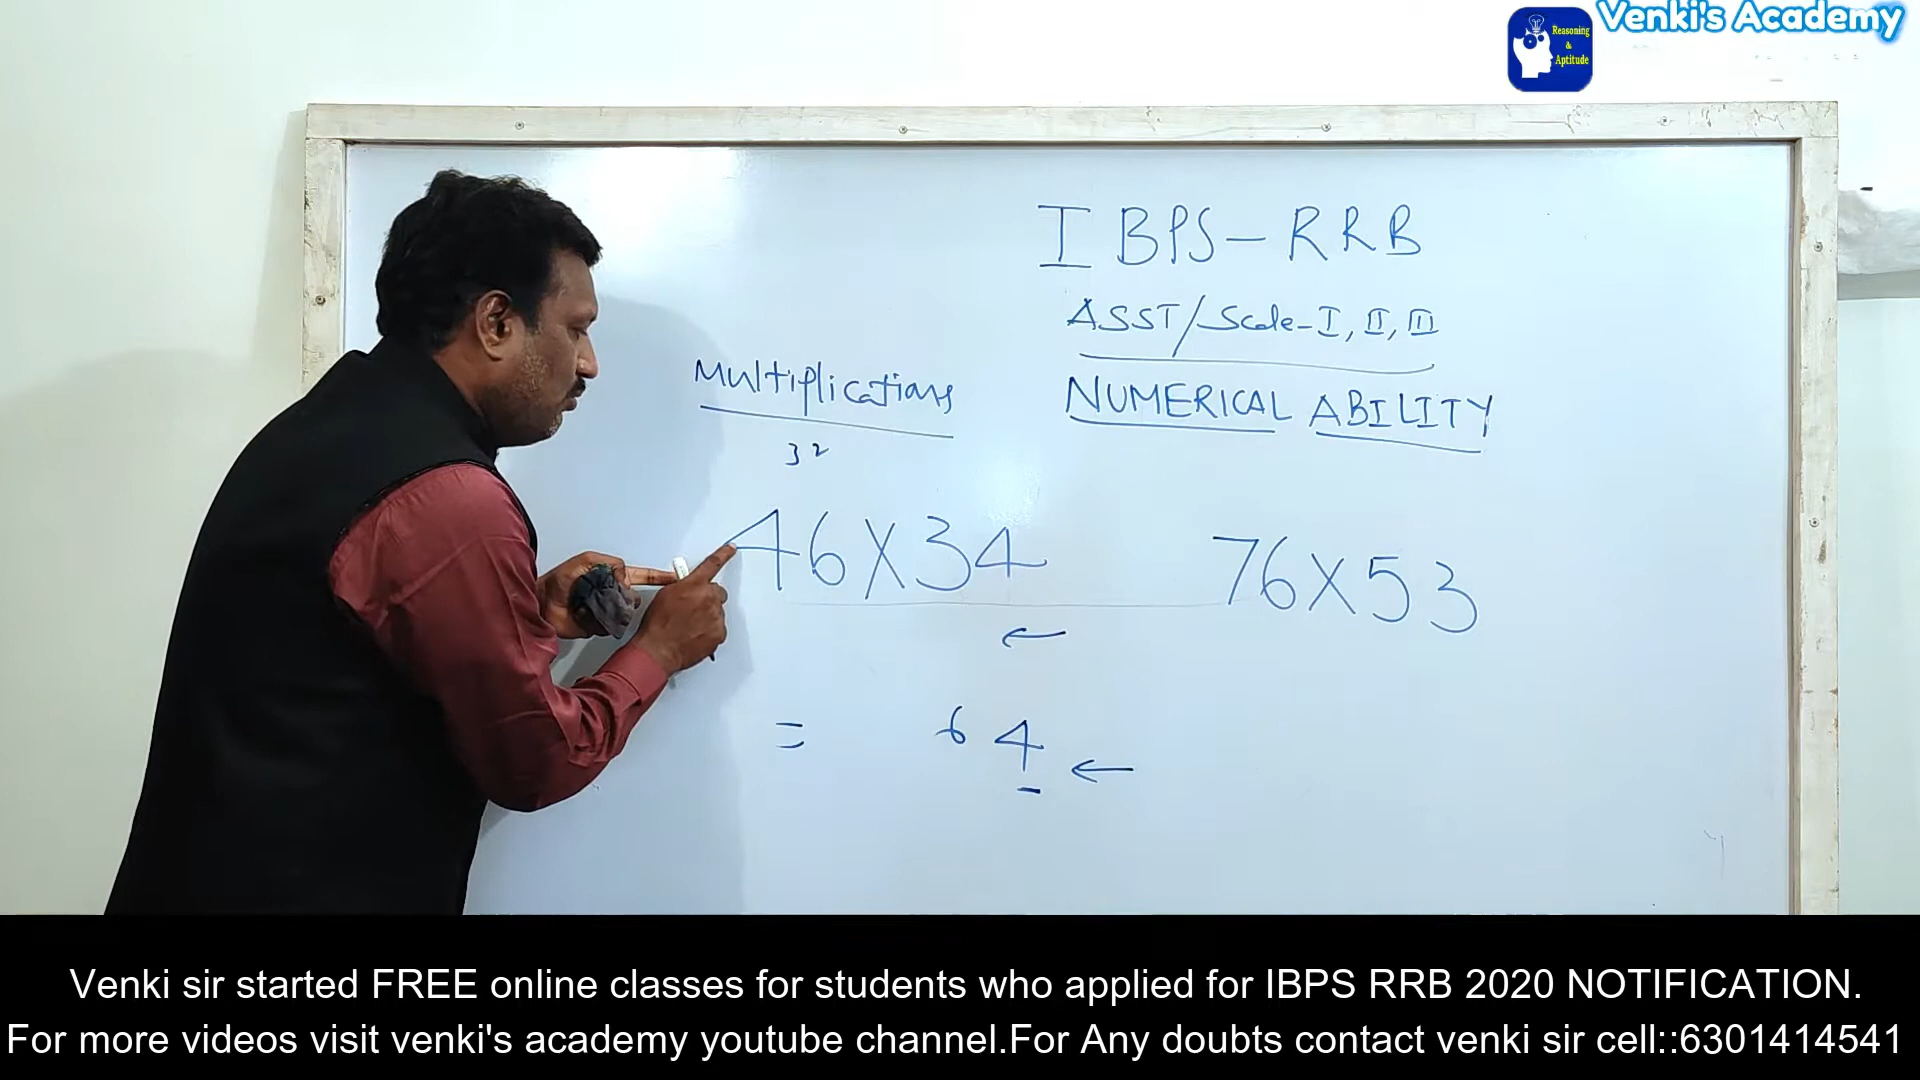 Venki's Academy
Reasoning
&
Aptitude
IBPS-RRB
ASST/Scale-I, II, III
Multiplications
NUMERICAL ABILITY
32
46X34
76X53
←
= 6 4 ←
Venki sir started FREE online classes for students who applied for IBPS RRB 2020 NOTIFICATION.
For more videos visit venki's academy youtube channel.For Any doubts contact venki sir cell::6301414541